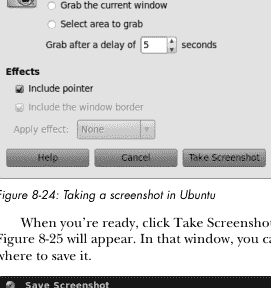 Grab the current window
Select area to grab
Grab after a delay of 5 seconds
Effects
Include pointer
Include the window border
Apply effect: None
Help Cancel Take Screenshot
Figure 8-24: Taking a screenshot in Ubuntu
When you're ready, click Take Screenshot
Figure 8-25 will appear. In that window, you ca
where to save it.
Save Screenshot